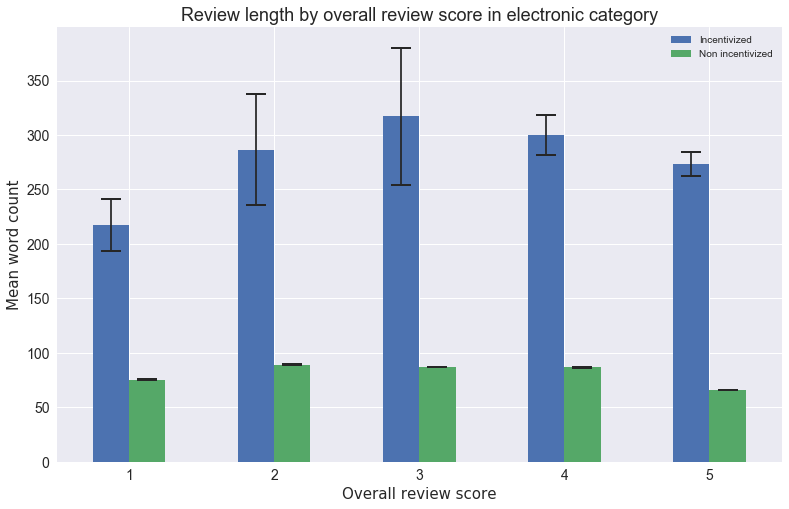 Review length by overall review score in electronic category
Incentivized
Non incentivized
Mean word count
350
300
250
200
150
100
50
0
1 2 3 4 5
Overall review score